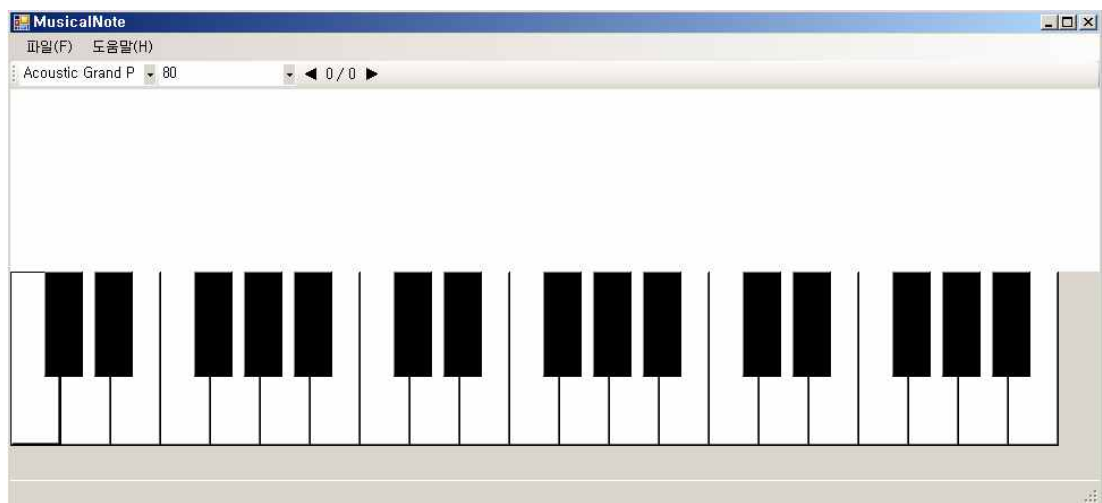 MusicalNote
파일(F) 도움말(H)
Acoustic Grand P 80 ◀ 0 / 0 ▶